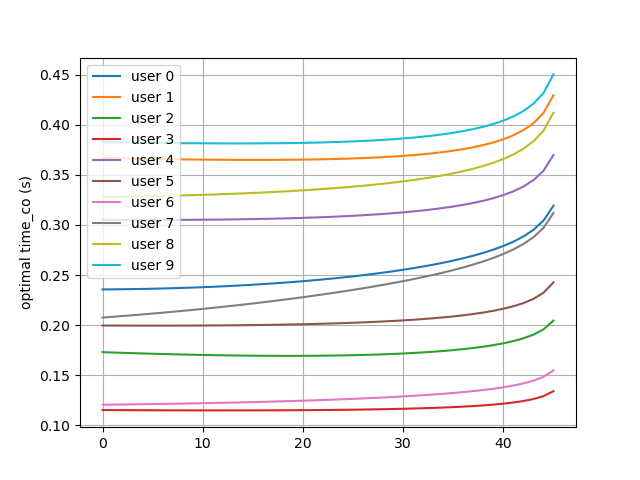 optimal time_co (s)
0.45
0.40
0.35
0.30
0.25
0.20
0.15
0.10
user 0
user 1
user 2
user 3
user 4
user 5
user 6
user 7
user 8
user 9
0
10
20
30
40